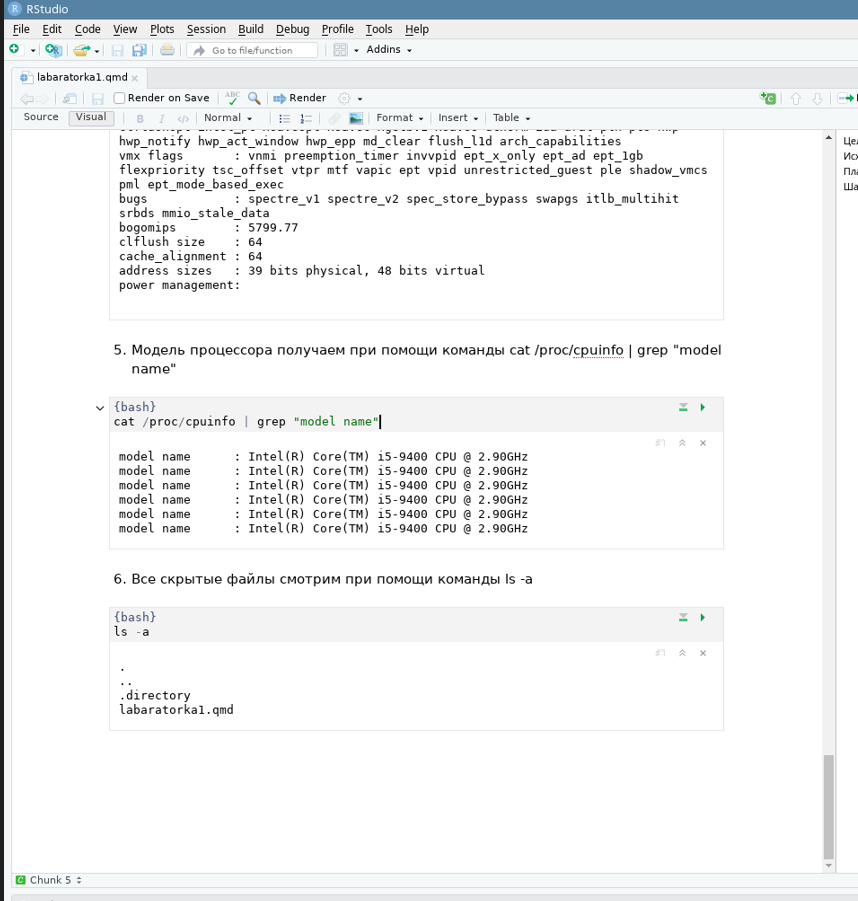 RStudio
File Edit Code View Plots Session Build Debug Profile Tools Help
Go to file/function Addins
labaratorka1.qmd
Render on Save ABC Render
Source Visual B I </> Normal Format Insert Table
hwp_notify hwp_act_window hwp_epp md_clear flush_l1d arch_capabilities
vmx flags : vnmi preemption_timer invvpid ept_x_only ept_ad ept_1gb
flexpriority tsc_offset vtpr mtf vapic ept vpid unrestricted_guest ple shadow_vmcs
pml ept_mode_based_exec
bugs : spectre_v1 spectre_v2 spec_store_bypass swapgs itlb_multihit
srbds mmio_stale_data
bogomips : 5799.77
clflush size : 64
cache_alignment : 64
address sizes : 39 bits physical, 48 bits virtual
power management:
5. Модель процессора получаем при помощи команды cat /proc/cpuinfo | grep "model
name"
{bash}
cat /proc/cpuinfo | grep "model name"
model name : Intel(R) Core(TM) i5-9400 CPU @ 2.90GHz
model name : Intel(R) Core(TM) i5-9400 CPU @ 2.90GHz
model name : Intel(R) Core(TM) i5-9400 CPU @ 2.90GHz
model name : Intel(R) Core(TM) i5-9400 CPU @ 2.90GHz
model name : Intel(R) Core(TM) i5-9400 CPU @ 2.90GHz
model name : Intel(R) Core(TM) i5-9400 CPU @ 2.90GHz
6. Все скрытые файлы смотрим при помощи команды ls -a
{bash}
ls -a
.
..
.directory
labaratorka1.qmd
Chunk 5